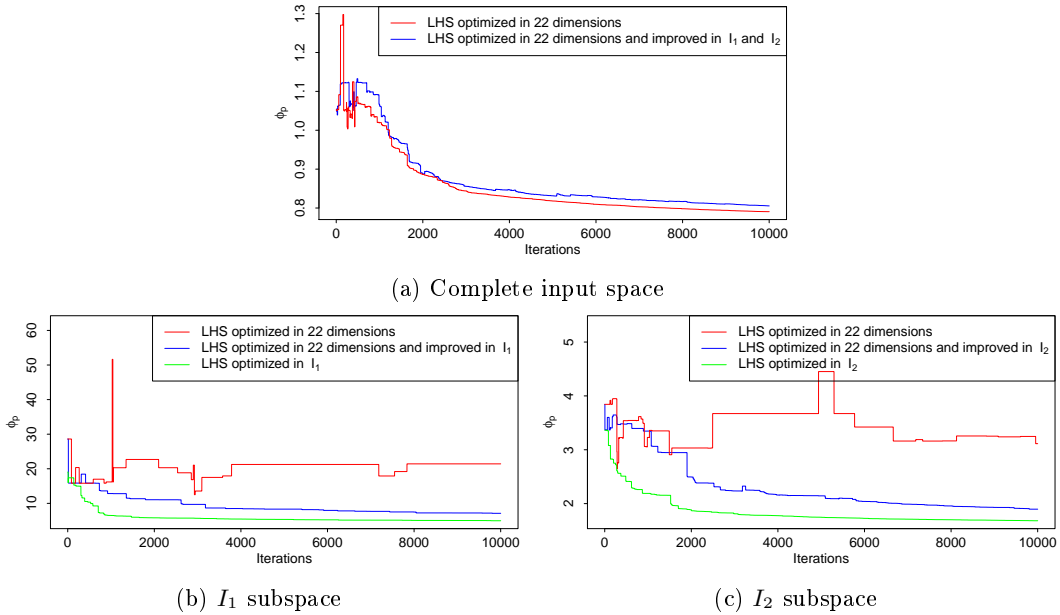 LHS optimized in 22 dimensions
LHS optimized in 22 dimensions and improved in I1 and I2
1.3
1.2
1.1
1.0
0.9
0.8
ϕp
0 2000 4000 6000 8000 10000
Iterations
(a) Complete input space
LHS optimized in 22 dimensions
LHS optimized in 22 dimensions and improved in I1
LHS optimized in I1
60
50
40
30
20
10
ϕp
0 2000 4000 6000 8000 10000
Iterations
(b) I1 subspace
LHS optimized in 22 dimensions
LHS optimized in 22 dimensions and improved in I2
LHS optimized in I2
5
4
3
2
ϕp
0 2000 4000 6000 8000 10000
Iterations
(c) I2 subspace